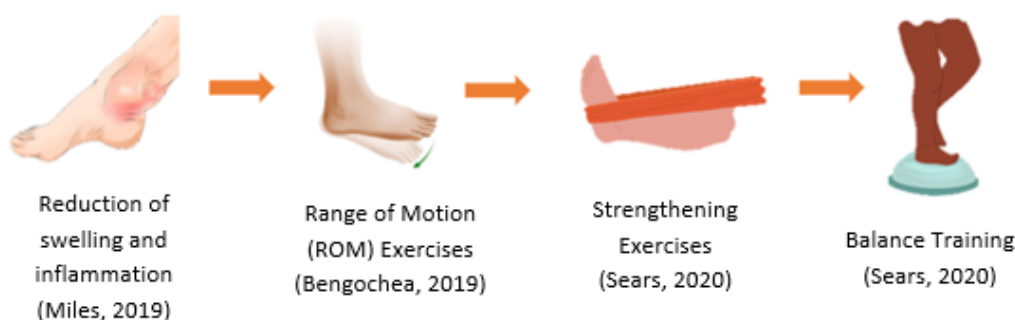 Reduction of
swelling and
inflammation
(Miles, 2019)
Range of Motion
(ROM) Exercises
(Bengochea, 2019)
Strengthening
Exercises
(Sears, 2020)
Balance Training
(Sears, 2020)